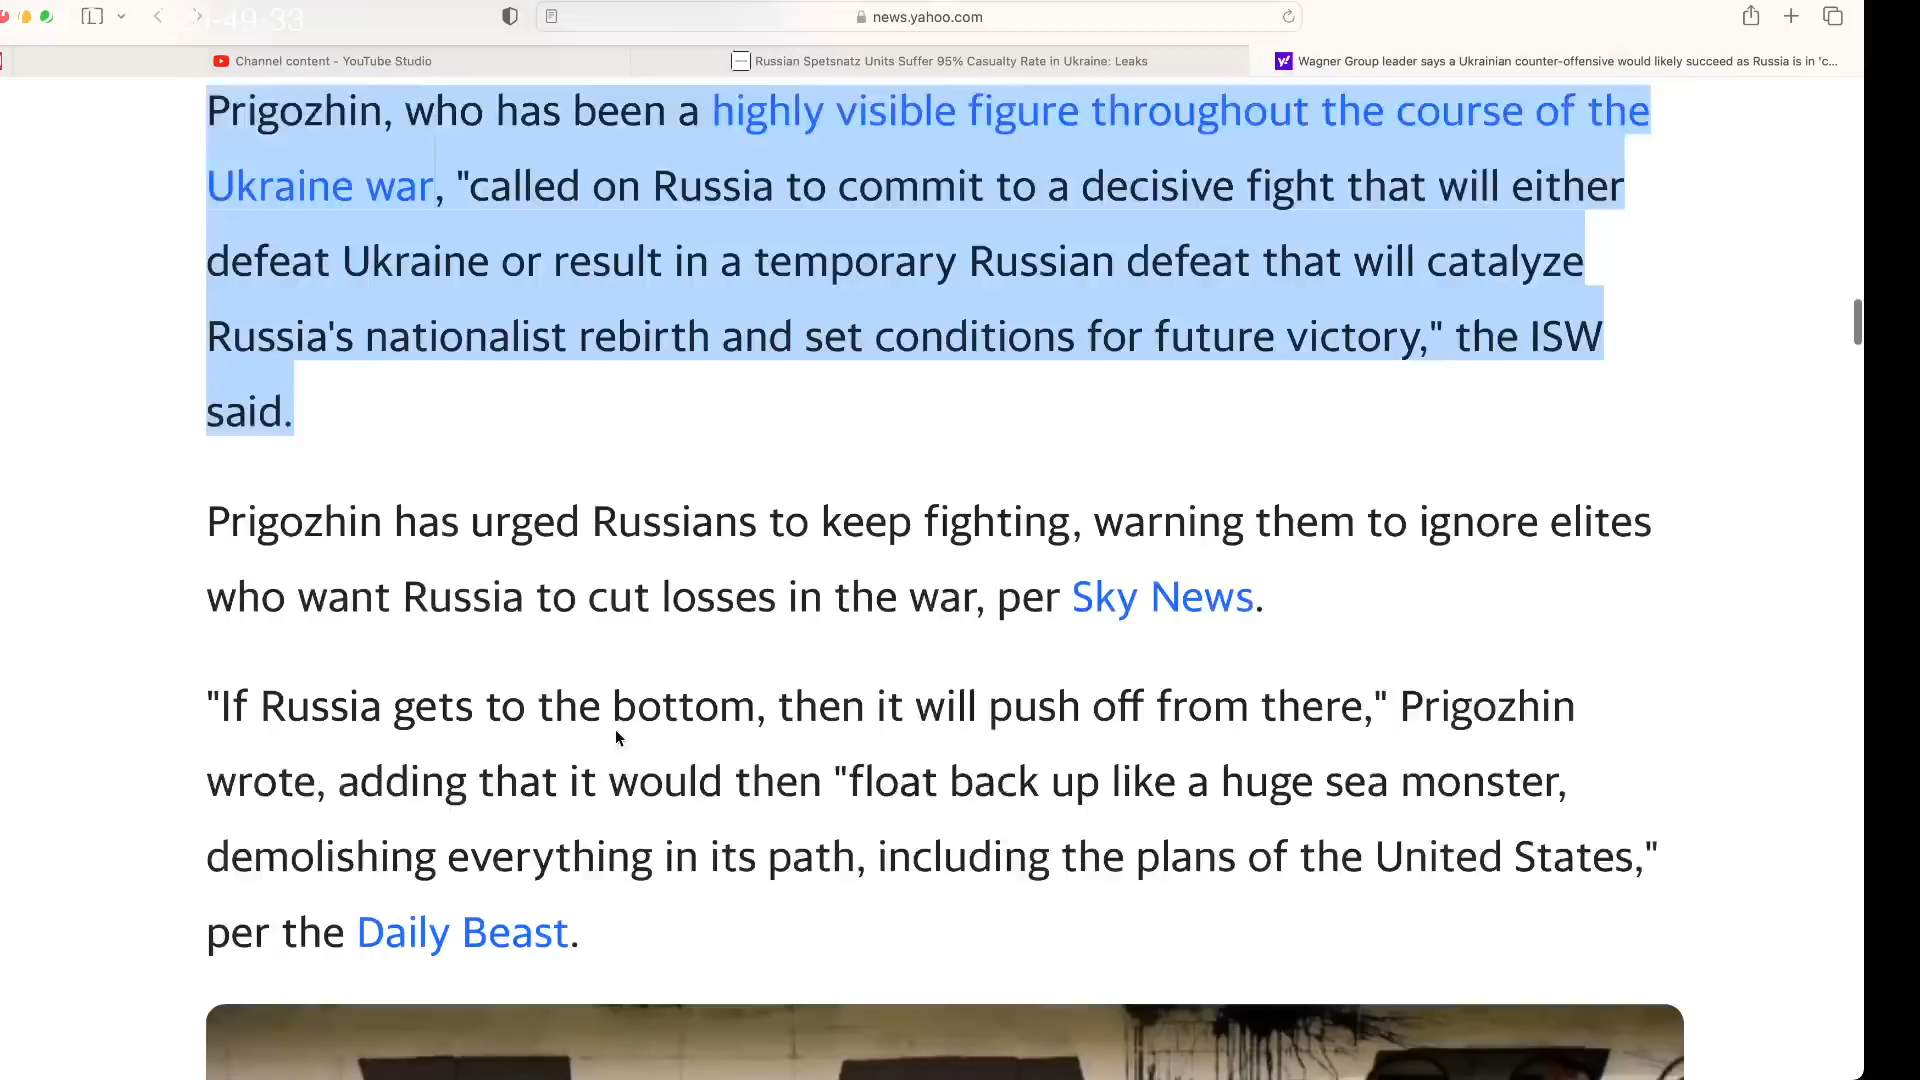 -49-33
news.yahoo.com
Channel content - YouTube Studio
Russian Spetsnatz Units Suffer 95% Casualty Rate in Ukraine: Leaks
Wagner Group leader says a Ukrainian counter-offensive would likely succeed as Russia is in 'c...
Prigozhin, who has been a highly visible figure throughout the course of the
Ukraine war, "called on Russia to commit to a decisive fight that will either
defeat Ukraine or result in a temporary Russian defeat that will catalyze
Russia's nationalist rebirth and set conditions for future victory," the ISW
said.
Prigozhin has urged Russians to keep fighting, warning them to ignore elites
who want Russia to cut losses in the war, per Sky News.
"If Russia gets to the bottom, then it will push off from there," Prigozhin
wrote, adding that it would then "float back up like a huge sea monster,
demolishing everything in its path, including the plans of the United States,"
per the Daily Beast.